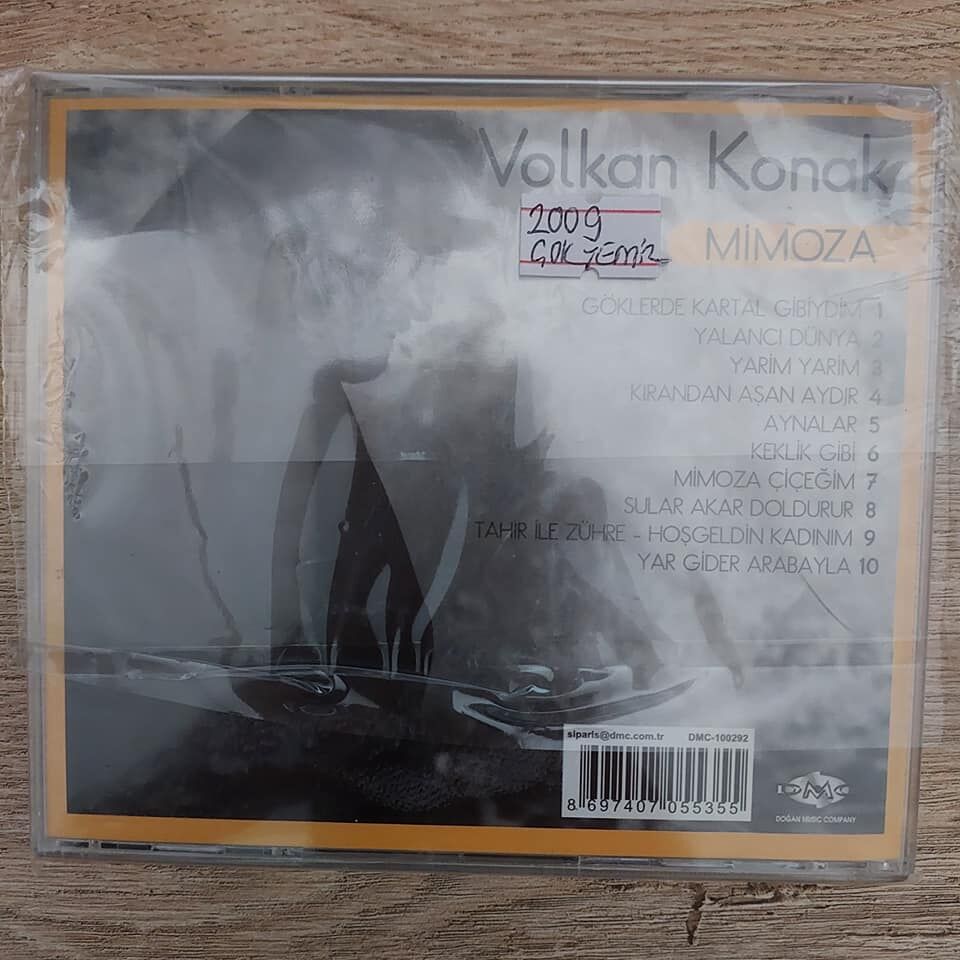 Volkan Konak
2009
GÖKÇEMİZ
MİMOZA
GÖKLERDE KARTAL GİBİYDİM 1
YALANCI DÜNYA 2
YARİM YARİM 3
KIRANDAN AŞAN AYDIR 4
AYNALAR 5
KEKLİK GİBİ 6
MİMOZA ÇİÇEĞİM 7
SULAR AKAR DOLDURUR 8
TAHİR İLE ZÜHRE - HOŞGELDİN KADINIM 9
YAR GİDER ARABAYLA 10
siparis@dmc.com.tr DMC-100292
8 697407 055355
DMC
DOĞAN MUSIC COMPANY